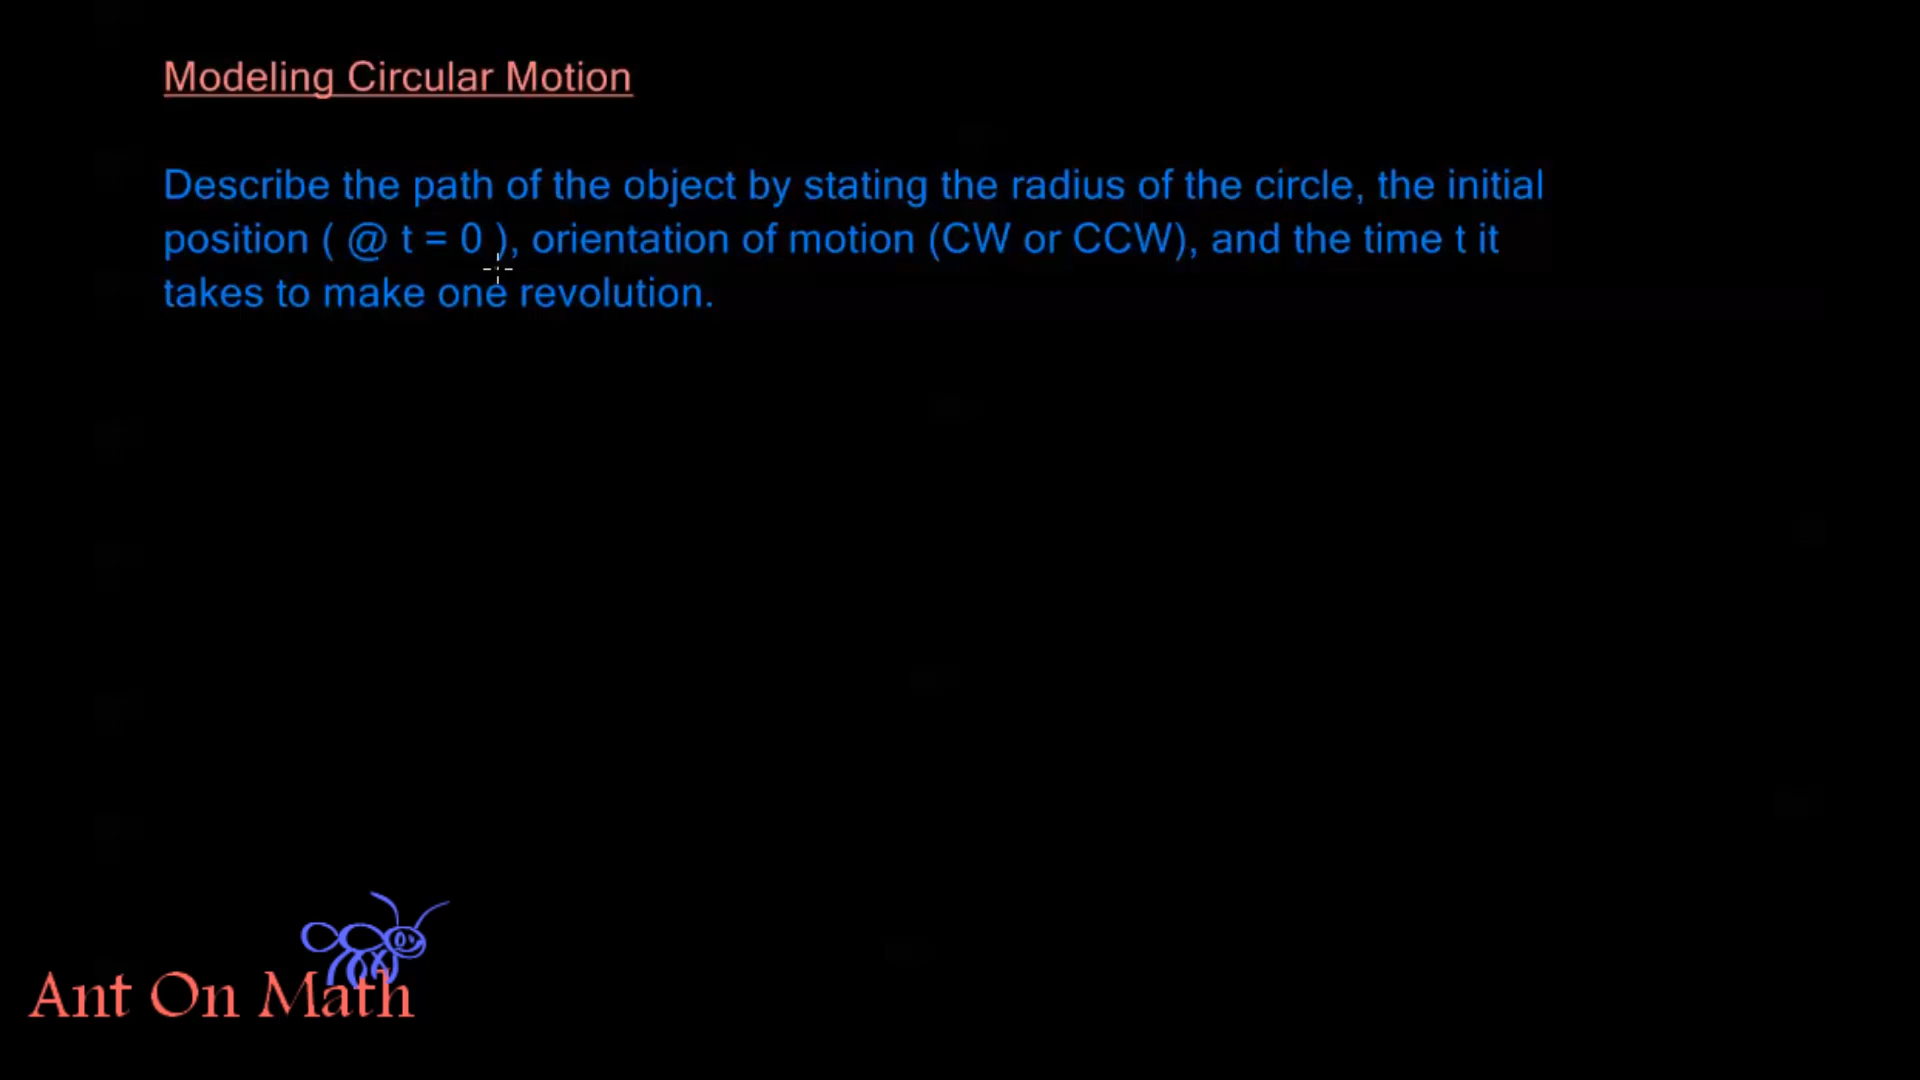 Modeling Circular Motion
Describe the path of the object by stating the radius of the circle, the initial
position ( @ t = 0 ), orientation of motion (CW or CCW), and the time t it
takes to make one revolution.
Ant On Math